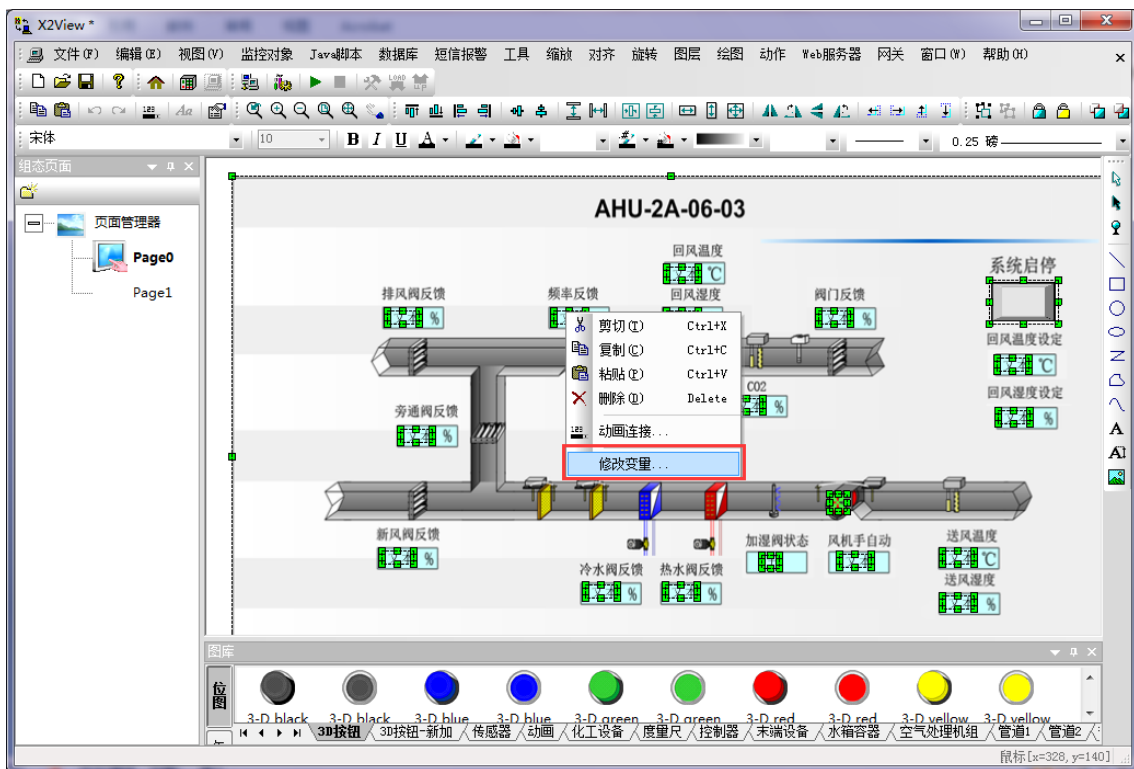 X2View *
文件(F) 编辑(E) 视图(V) 监控对象 Java脚本 数据库 短信报警 工具 缩放 对齐 旋转 图层 绘图 动作 Web服务器 网关 窗口(W) 帮助(H)
宋体 10 B I U A 0.25 磅
组态页面
页面管理器
Page0
Page1
AHU-2A-06-03
回风温度
℃
系统启停
排风阀反馈 频率反馈 回风湿度 阀门反馈
% %
回风温度设定
℃
剪切(T) Ctrl+X
复制(C) Ctrl+C
粘贴(P) Ctrl+V
删除(D) Delete
动画连接...
修改变量...
CO2
%
回风湿度设定
%
旁通阀反馈
%
新风阀反馈
%
加湿阀状态 风机手自动 送风温度
℃
冷水阀反馈 热水阀反馈 送风湿度
% % %
图库
位图
3-D black 3-D black 3-D blue 3-D blue 3-D green 3-D green 3-D red 3-D red 3-D yellow 3-D yellow
3D按钮 3D按钮-新加 传感器 动画 化工设备 度量尺 控制器 末端设备 水箱容器 空气处理机组 管道1 管道2
鼠标[x=328, y=140]